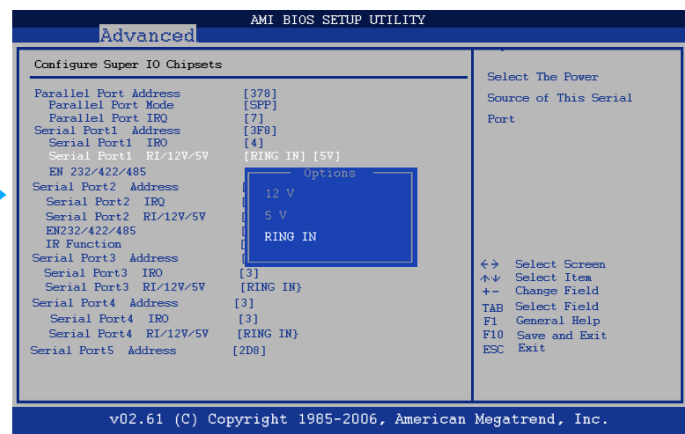 AMI BIOS SETUP UTILITY
Advanced
Configure Super IO Chipsets
Parallel Port Address [378]
Parallel Port Mode [SPP]
Parallel Port IRQ [7]
Serial Port1 Address [3F8]
Serial Port1 IRO [4]
Serial Port1 RI/12V/5V [RING IN] [5V]
EN 232/422/485
Serial Port2 Address [
Serial Port2 IRQ [
Serial Port2 RI/12V/5V [
EN232/422/485 [
IR Function [
Serial Port3 Address [
Serial Port3 IRO [3]
Serial Port3 RI/12V/5V [RING IN}
Serial Port4 Address [3]
Serial Port4 IRO [3]
Serial Port4 RI/12V/5V [RING IN}
Serial Port5 Address [2D8]
Options
12 V
5 V
RING IN
Select The Power
Source of This Serial
Port
←→ Select Screen
↑↓ Select Item
+- Change Field
TAB Select Field
F1 General Help
F10 Save and Exit
ESC Exit
v02.61 (C) Copyright 1985-2006, American Megatrend, Inc.